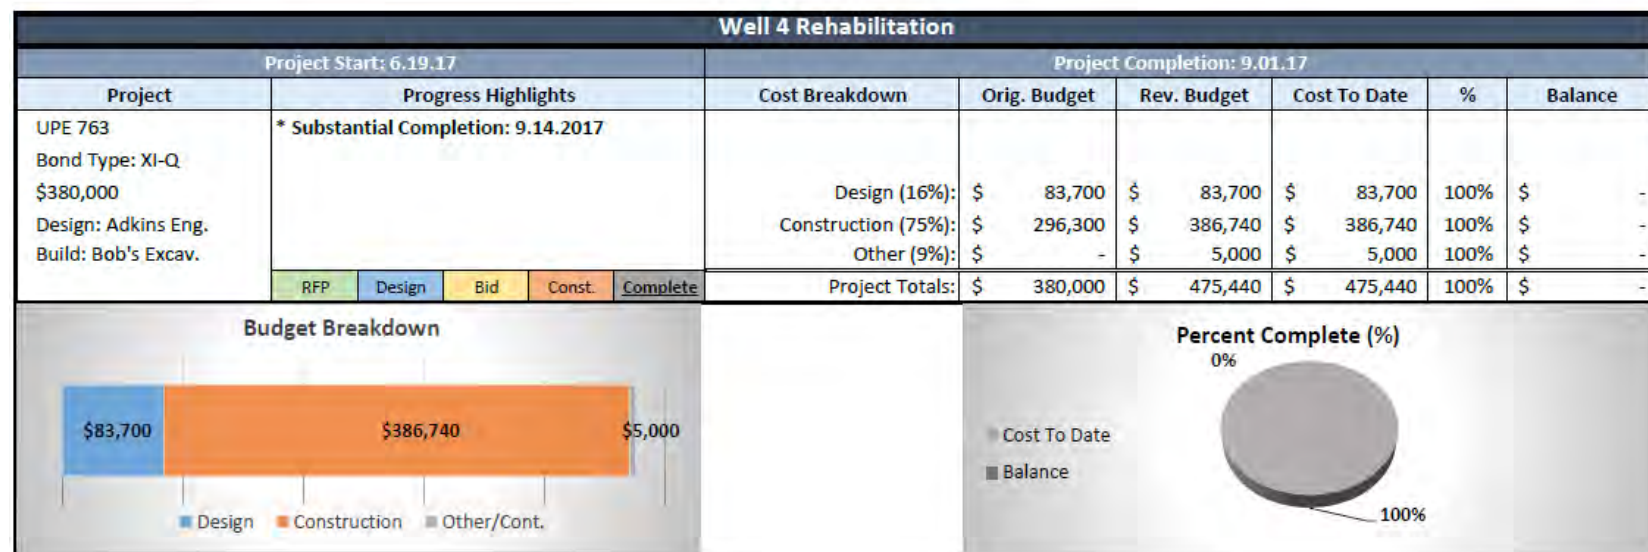 Well 4 Rehabilitation
Project Start: 6.19.17 Project Completion: 9.01.17
Project Progress Highlights Cost Breakdown Orig. Budget Rev. Budget Cost To Date % Balance
UPE 763 * Substantial Completion: 9.14.2017
Bond Type: XI-Q
$380,000 Design (16%): $ 83,700 $ 83,700 $ 83,700 100% $ -
Design: Adkins Eng. Construction (75%): $ 296,300 $ 386,740 $ 386,740 100% $ -
Build: Bob's Excav. Other (9%): $ - $ 5,000 $ 5,000 100% $ -
RFP Design Bid Const. Complete Project Totals: $ 380,000 $ 475,440 $ 475,440 100% $ -
Budget Breakdown
$83,700 $386,740 $5,000
Design Construction Other/Cont.
Percent Complete (%)
0%
Cost To Date
Balance
100%